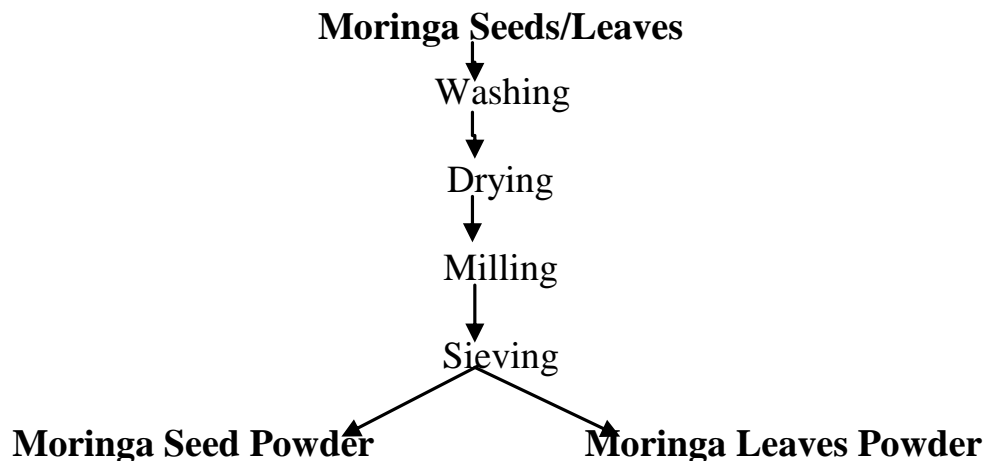 Moringa Seeds/Leaves
Washing
Drying
Milling
Sieving
Moringa Seed Powder
Moringa Leaves Powder